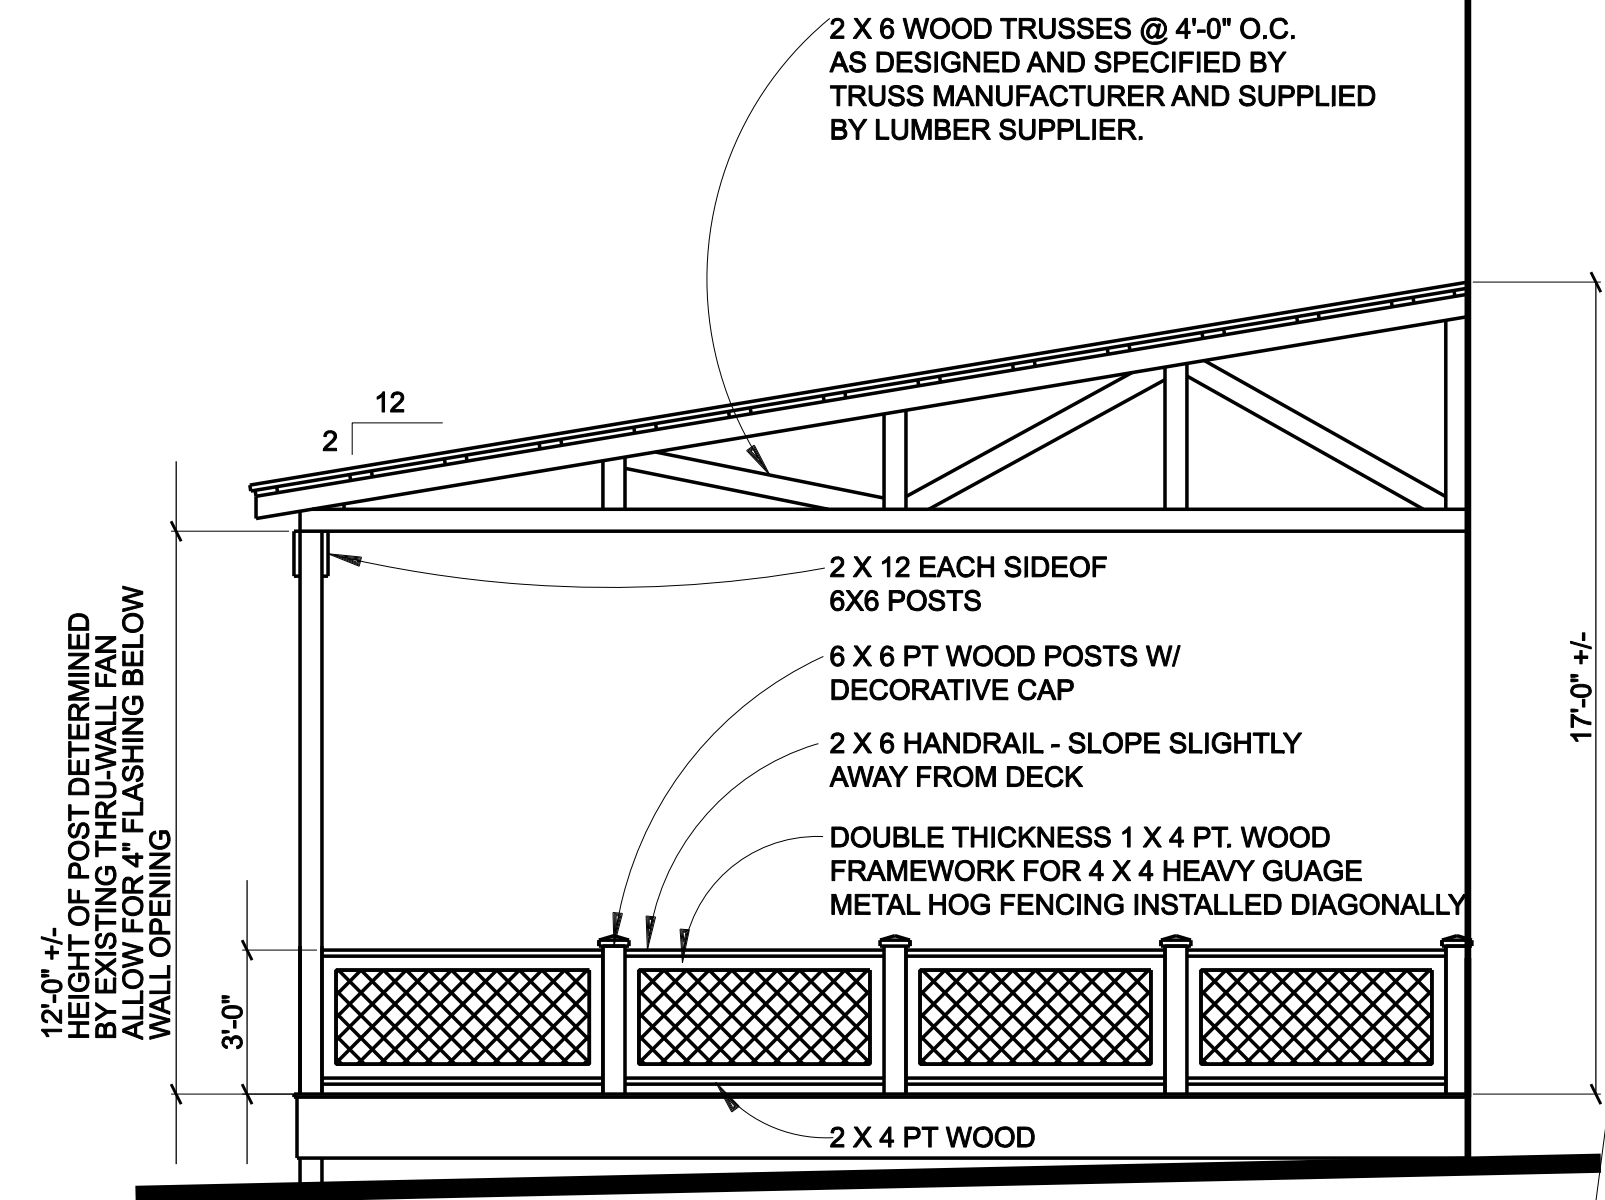 2 X 6 WOOD TRUSSES @ 4'-0" O.C.
AS DESIGNED AND SPECIFIED BY
TRUSS MANUFACTURER AND SUPPLIED
BY LUMBER SUPPLIER.
12
2
2 X 12 EACH SIDEOF
6X6 POSTS
6 X 6 PT WOOD POSTS W/
DECORATIVE CAP
2 X 6 HANDRAIL - SLOPE SLIGHTLY
AWAY FROM DECK
DOUBLE THICKNESS 1 X 4 PT. WOOD
FRAMEWORK FOR 4 X 4 HEAVY GUAGE
METAL HOG FENCING INSTALLED DIAGONALLY
2 X 4 PT WOOD
12'-0" +/-
HEIGHT OF POST DETERMINED
BY EXISTING THRU-WALL FAN
ALLOW FOR 4" FLASHING BELOW
WALL OPENING
3'-0"
17'-0" +/-